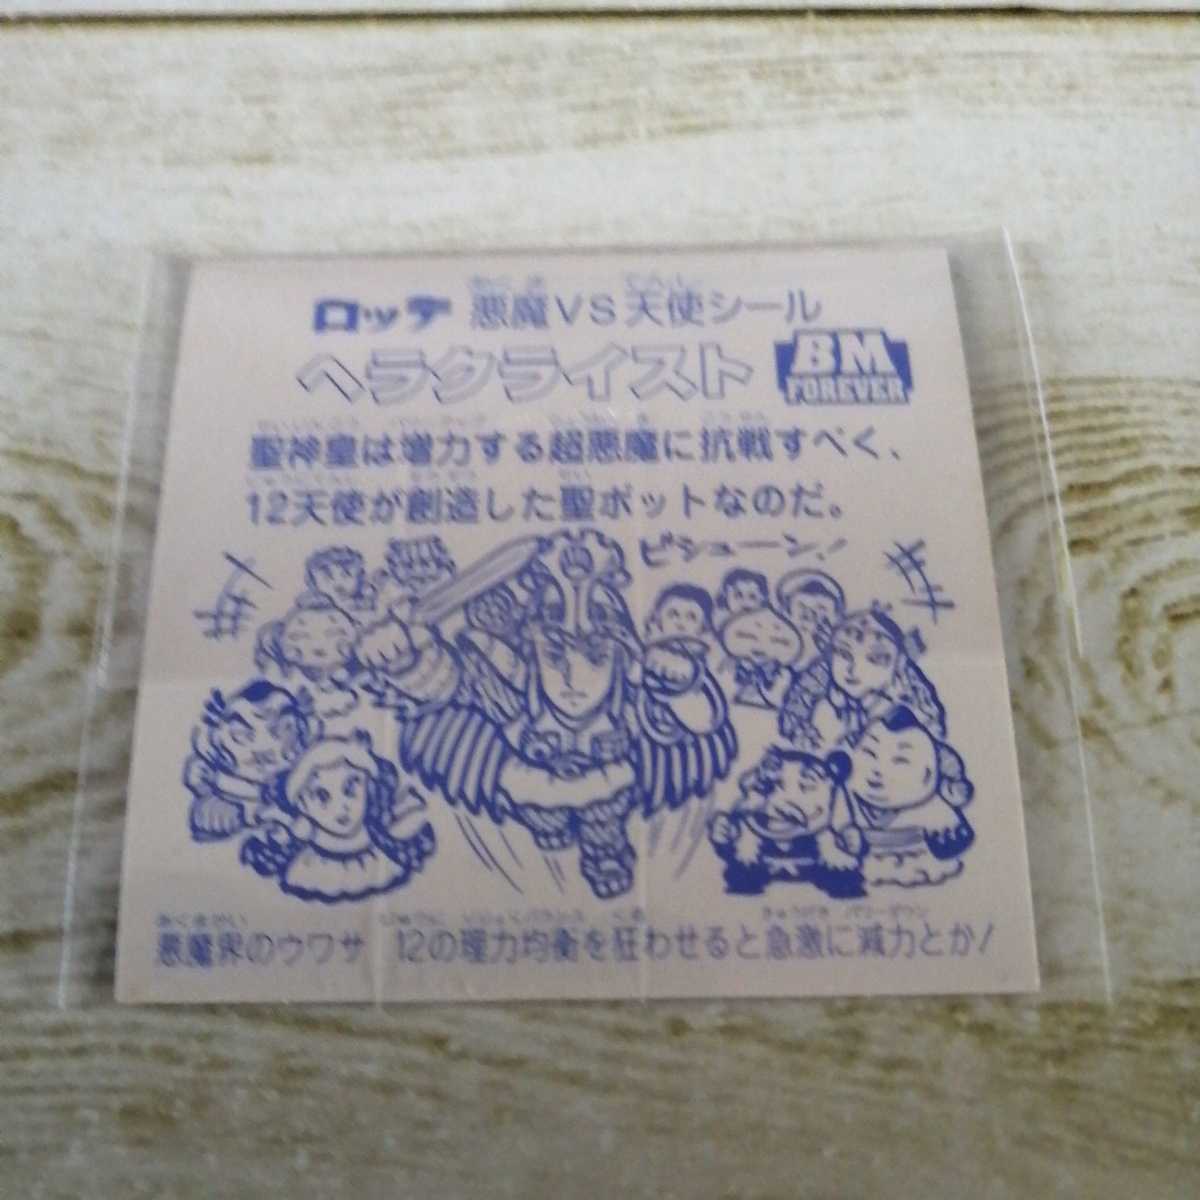 ロッテ 悪魔VS天使シール
ヘラクライスト
BM
FOREVER
聖神皇は増力する超悪魔に抗戦すべく、
12天使が創造した聖ボットなのだ。
ビシューン!
悪魔界のウワサ 12の理力均衡を狂わせると急激に減力とか!